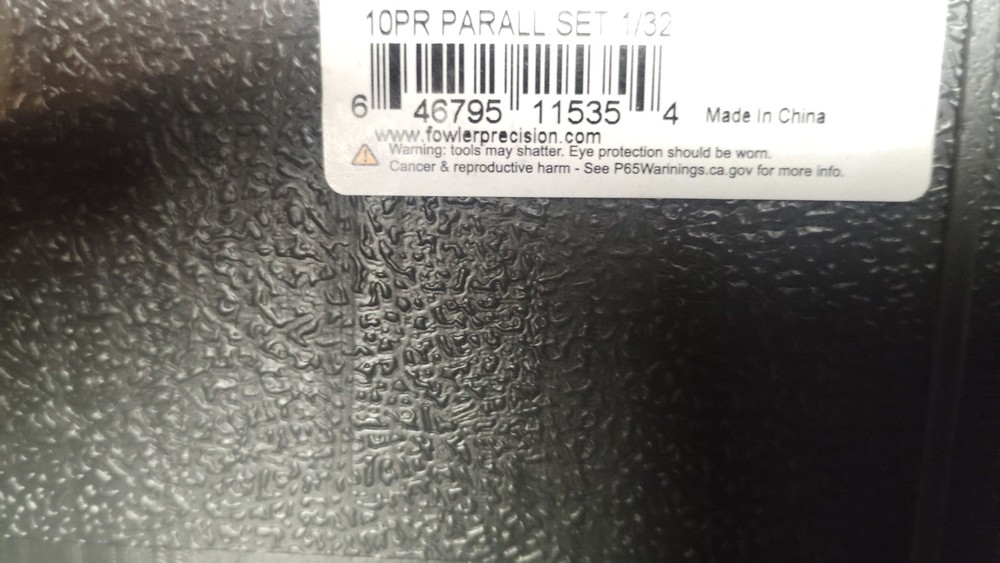 10PR PARALL SET 1/32
6 46795 11535 4 Made In China
www.fowlerprecision.com
Warning: tools may shatter. Eye protection should be worn.
Cancer & reproductive harm - See P65Warinings.ca.gov for more info.